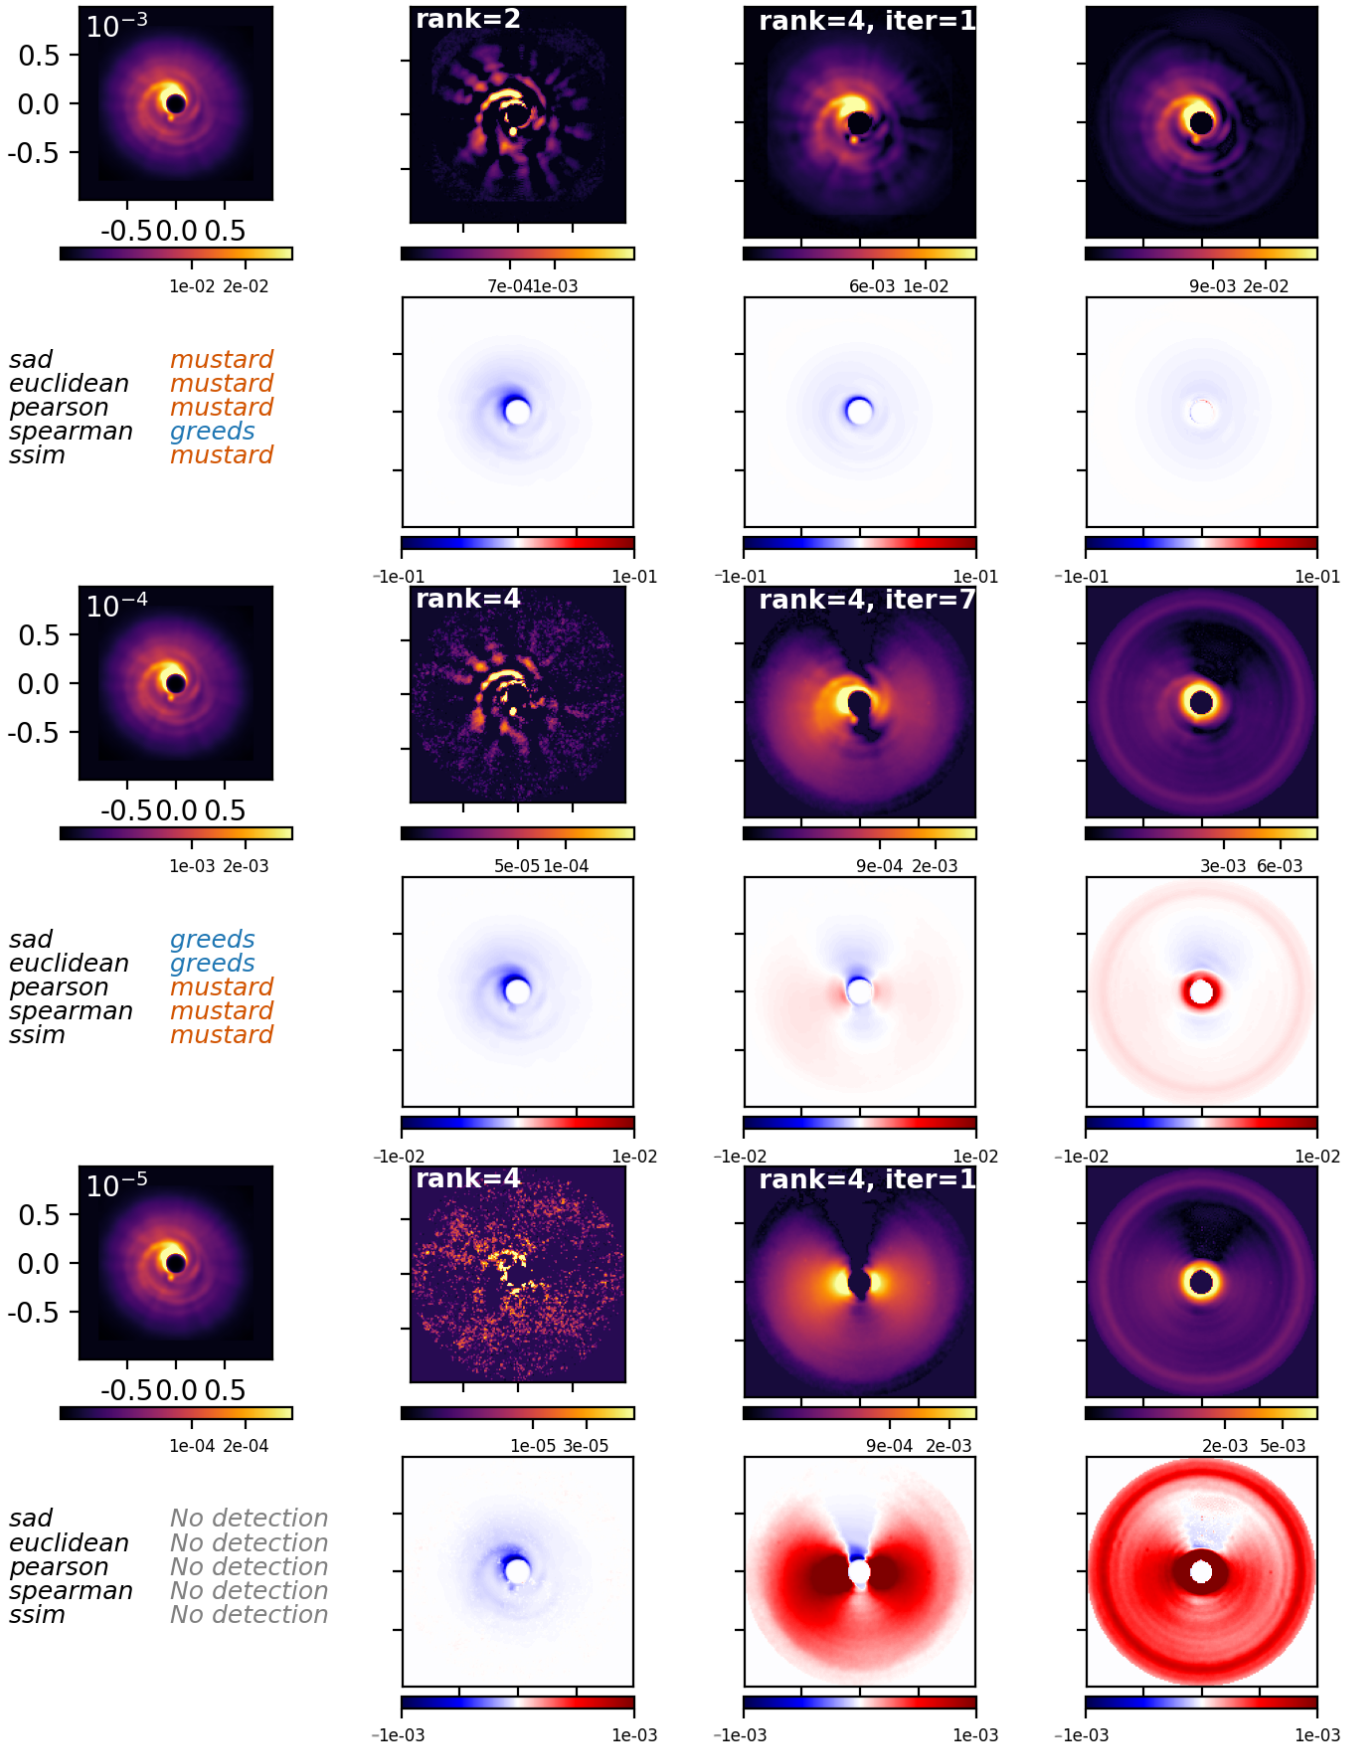 10⁻³
rank=2
rank=4, iter=1
0.5
0.0
-0.5
-0.5 0.0 0.5
1e-02 2e-02
7e-04 1e-03
6e-03 1e-02
9e-03 2e-02
sad mustard
euclidean mustard
pearson mustard
spearman greeds
ssim mustard
−1e-01 1e-01
−1e-01 1e-01
−1e-01 1e-01
10⁻⁴
rank=4
rank=4, iter=7
0.5
0.0
-0.5
-0.5 0.0 0.5
1e-03 2e-03
5e-05 1e-04
9e-04 2e-03
3e-03 6e-03
sad greeds
euclidean greeds
pearson mustard
spearman mustard
ssim mustard
−1e-02 1e-02
−1e-02 1e-02
−1e-02 1e-02
10⁻⁵
rank=4
rank=4, iter=1
0.5
0.0
-0.5
-0.5 0.0 0.5
1e-04 2e-04
1e-05 3e-05
9e-04 2e-03
2e-03 5e-03
sad No detection
euclidean No detection
pearson No detection
spearman No detection
ssim No detection
−1e-03 1e-03
−1e-03 1e-03
−1e-03 1e-03